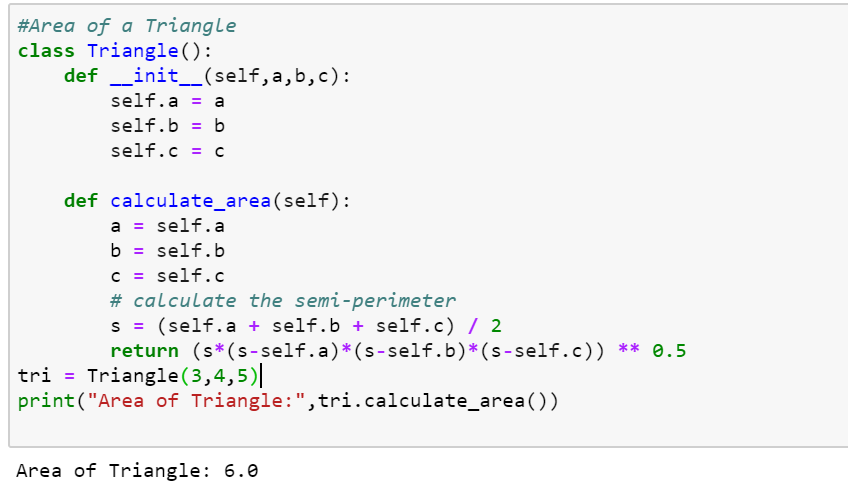 #Area of a Triangle
class Triangle():
    def __init__(self,a,b,c):
        self.a = a
        self.b = b
        self.c = c
    def calculate_area(self):
        a = self.a
        b = self.b
        c = self.c
        # calculate the semi-perimeter
        s = (self.a + self.b + self.c) / 2
        return (s*(s-self.a)*(s-self.b)*(s-self.c)) ** 0.5
tri = Triangle(3,4,5)
print("Area of Triangle:",tri.calculate_area())
Area of Triangle: 6.0